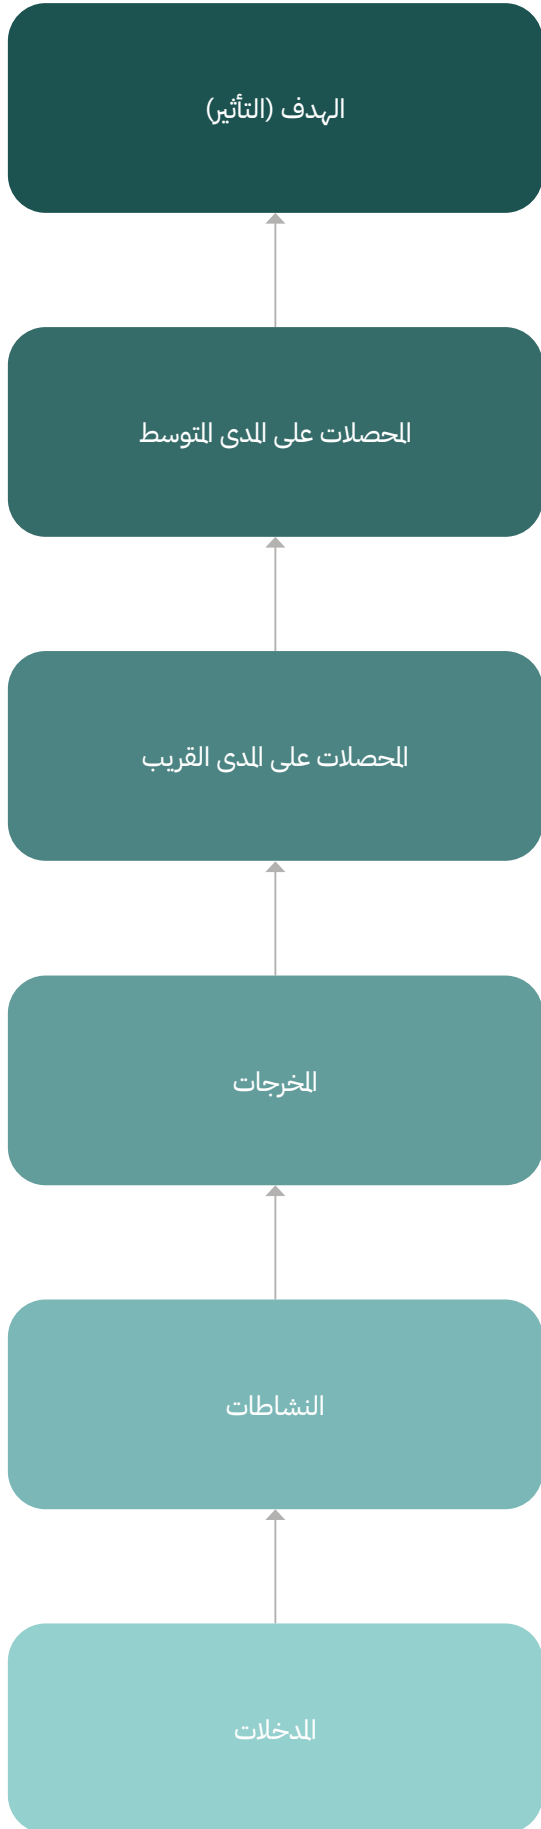 الهدف (التأثير)
المحصلات على المدى المتوسط
المحصلات على المدى القريب
المخرجات
النشاطات
المدخلات